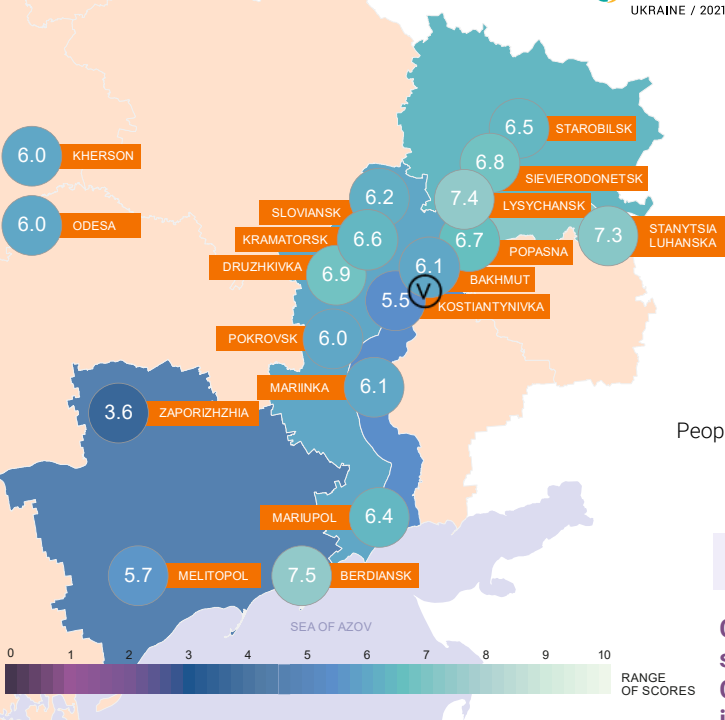 UKRAINE / 2021
6.5
STAROBILSK
6.0
KHERSON
6.8
SIEVIERODONETSK
6.2
SLOVIANSK
7.4
LYSYCHANSK
6.0
ODESA
7.3
STANYTSIA
LUHANSKA
6.6
KRAMATORSK
6.7
POPASNA
6.9
DRUZHKIVKA
6.1
BAKHMUT
V
5.5
KOSTIANTYNIVKA
POKROVSK
6.0
MARIINKA
6.1
3.6
ZAPORIZHZHIA
Peop
MARIUPOL
6.4
5.7
MELITOPOL
7.5
BERDIANSK
SEA OF AZOV
0 1 2 3 4 5 6 7 8 9 10
RANGE
OF SCORES